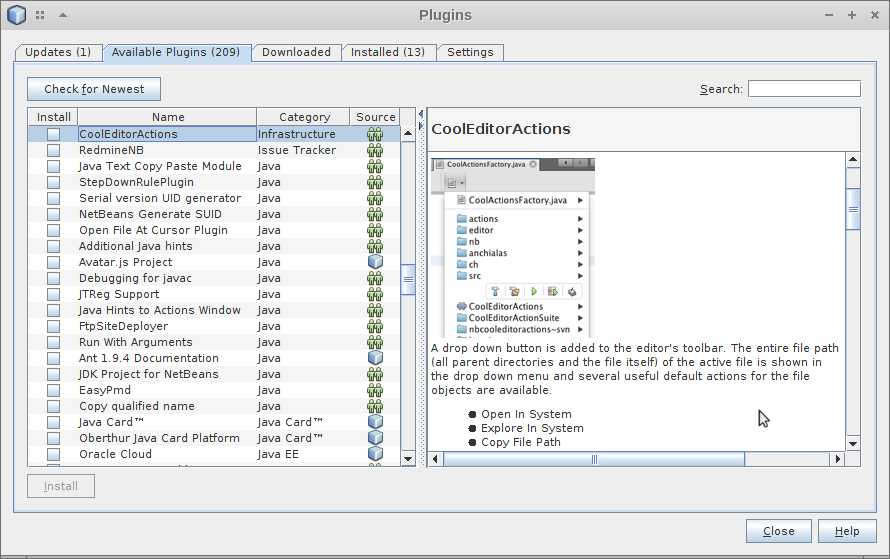 Plugins
Updates (1) Available Plugins (209) Downloaded Installed (13) Settings
Check for Newest Search:
Install Name Category Source
CoolEditorActions Infrastructure
RedmineNB Issue Tracker
Java Text Copy Paste Module Java
StepDownRulePlugin Java
Serial version UID generator Java
NetBeans Generate SUID Java
Open File At Cursor Plugin Java
Additional Java hints Java
Avatar.js Project Java
Debugging for javac Java
JTReg Support Java
Java Hints to Actions Window Java
FtpSiteDeployer Java
Run With Arguments Java
Ant 1.9.4 Documentation Java
JDK Project for NetBeans Java
EasyPmd Java
Copy qualified name Java
Java Card™ Java Card™
Oberthur Java Card Platform Java Card™
Oracle Cloud Java EE
CoolEditorActions
CoolActionsFactory.java
CoolActionsFactory.java
actions
editor
nb
anchialas
ch
src
CoolEditorActions
CoolEditorActionSuite
nbcooleditoractions~svn
A drop down button is added to the editor's toolbar. The entire file path
(all parent directories and the file itself) of the active file is shown in
the drop down menu and several useful default actions for the file
objects are available.
Open In System
Explore In System
Copy File Path
Install
Close Help